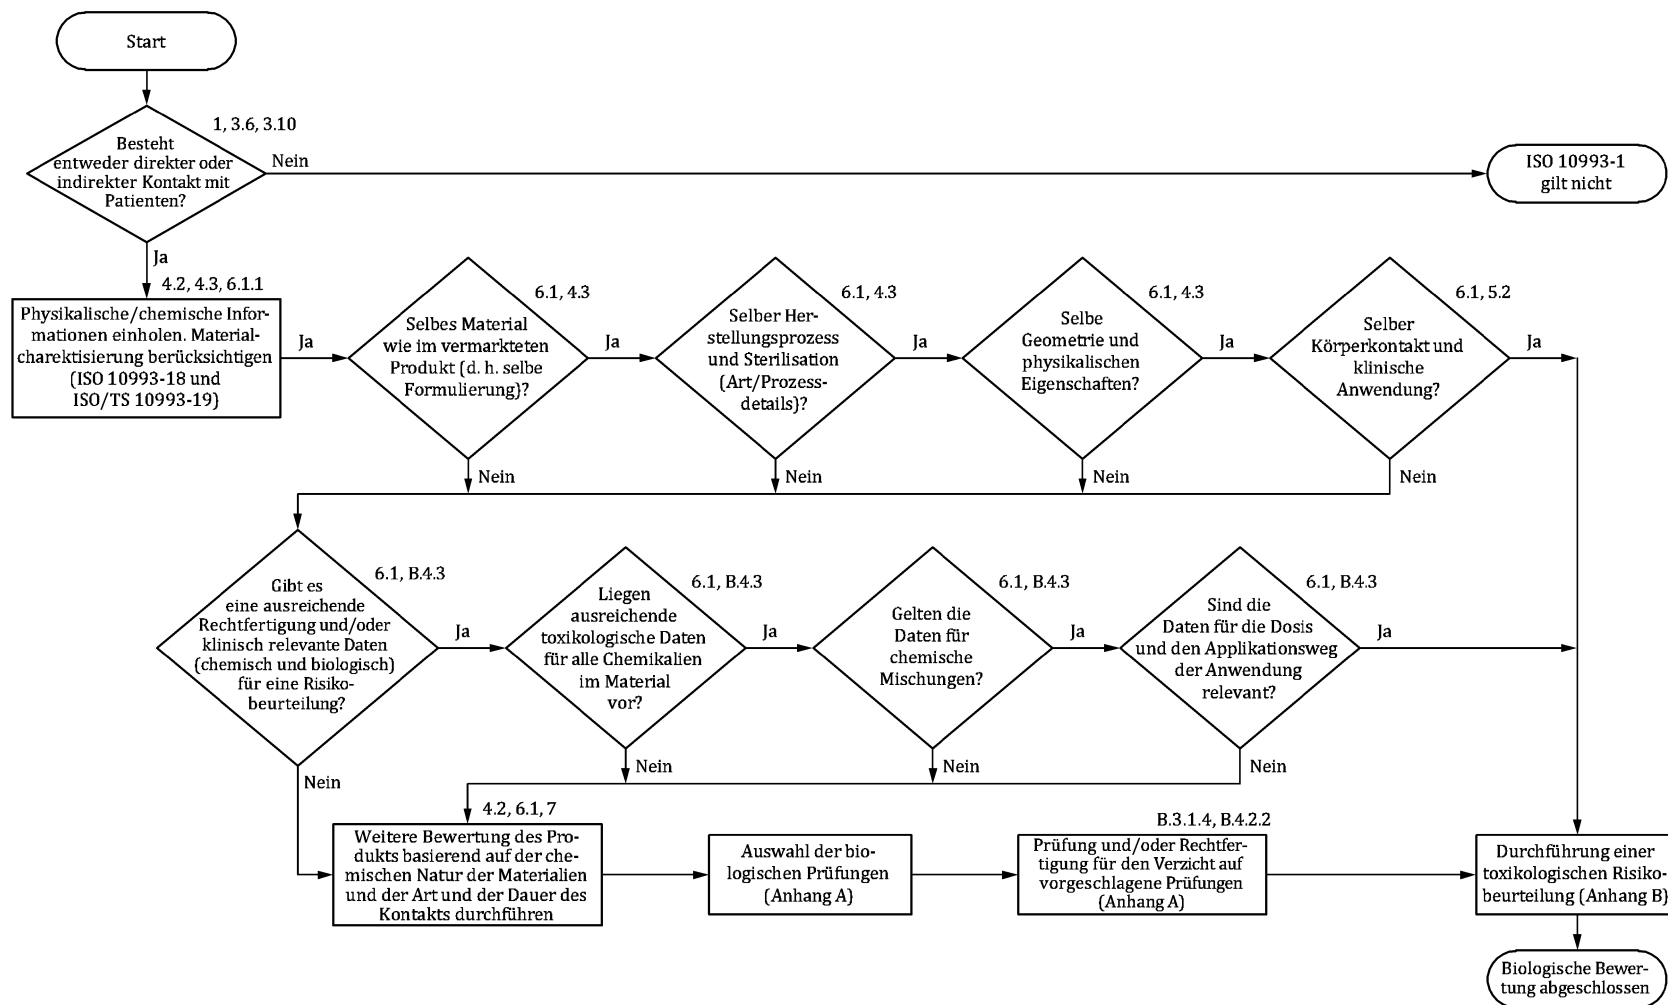 Start
1, 3.6, 3.10
Besteht
entweder direkter oder
indirekter Kontakt mit
Patienten?
Nein
ISO 10993-1
gilt nicht
Ja
4.2, 4.3, 6.1.1
Physikalische/chemische Infor-
mationen einholen. Material-
charektisierung berücksichtigen
(ISO 10993-18 und
ISO/TS 10993-19)
Ja
6.1, 4.3
Selbes Material
wie im vermarkteten
Produkt (d. h. selbe
Formulierung)?
Ja
Nein
6.1, 4.3
Selber Her-
stellungsprozess
und Sterilisation
(Art/Prozess-
details)?
Ja
Nein
6.1, 4.3
Selbe
Geometrie und
physikalischen
Eigenschaften?
Ja
Nein
6.1, 5.2
Selber
Körperkontakt und
klinische
Anwendung?
Ja
Nein
6.1, B.4.3
Gibt es
eine ausreichende
Rechtfertigung und/oder
klinisch relevante Daten
(chemisch und biologisch)
für eine Risiko-
beurteilung?
Ja
Nein
6.1, B.4.3
Liegen
ausreichende
toxikologische Daten
für alle Chemikalien
im Material
vor?
Ja
Nein
6.1, B.4.3
Gelten die
Daten für
chemische
Mischungen?
Ja
Nein
6.1, B.4.3
Sind die
Daten für die Dosis
und den Applikationsweg
der Anwendung
relevant?
Ja
Nein
4.2, 6.1, 7
Weitere Bewertung des Pro-
dukts basierend auf der che-
mischen Natur der Materialien
und der Art und der Dauer des
Kontakts durchführen
Auswahl der bio-
logischen Prüfungen
(Anhang A)
B.3.1.4, B.4.2.2
Prüfung und/oder Rechtfer-
tigung für den Verzicht auf
vorgeschlagene Prüfungen
(Anhang A)
Durchführung einer
toxikologischen Risiko-
beurteilung (Anhang B)
Biologische Bewer-
tung abgeschlossen